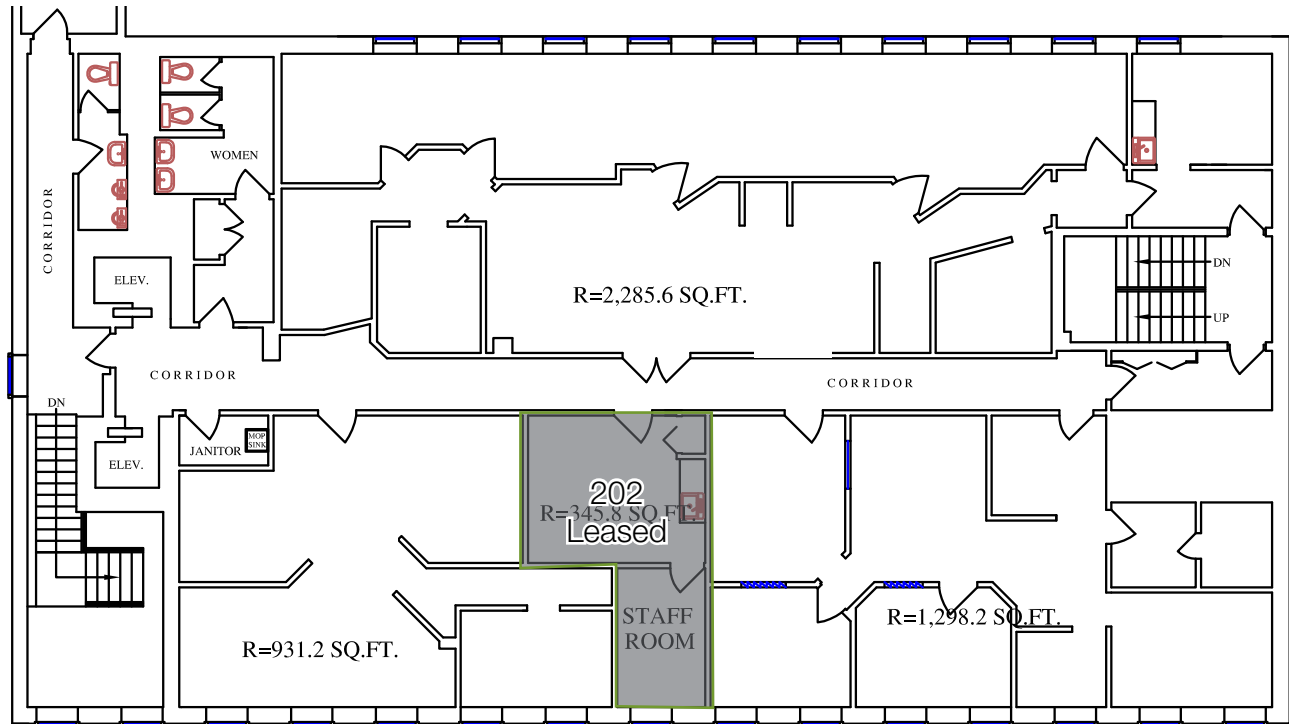 WOMEN
CORRIDOR
ELEV.
DN
R=2,285.6 SQ.FT.
UP
CORRIDOR
CORRIDOR
DN
MOP
SINK
JANITOR
ELEV.
202
R=345.8 SQ.FT.
Leased
STAFF
ROOM
R=1,298.2 SQ.FT.
R=931.2 SQ.FT.